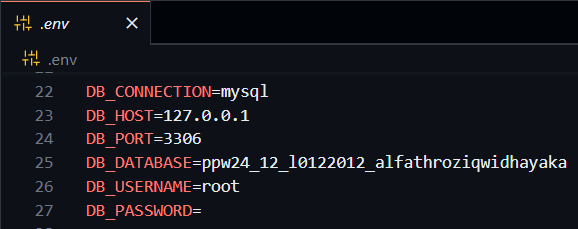 .env
.env
22 DB_CONNECTION=mysql
23 DB_HOST=127.0.0.1
24 DB_PORT=3306
25 DB_DATABASE=ppw24_12_l0122012_alfathroziqwidhayaka
26 DB_USERNAME=root
27 DB_PASSWORD=